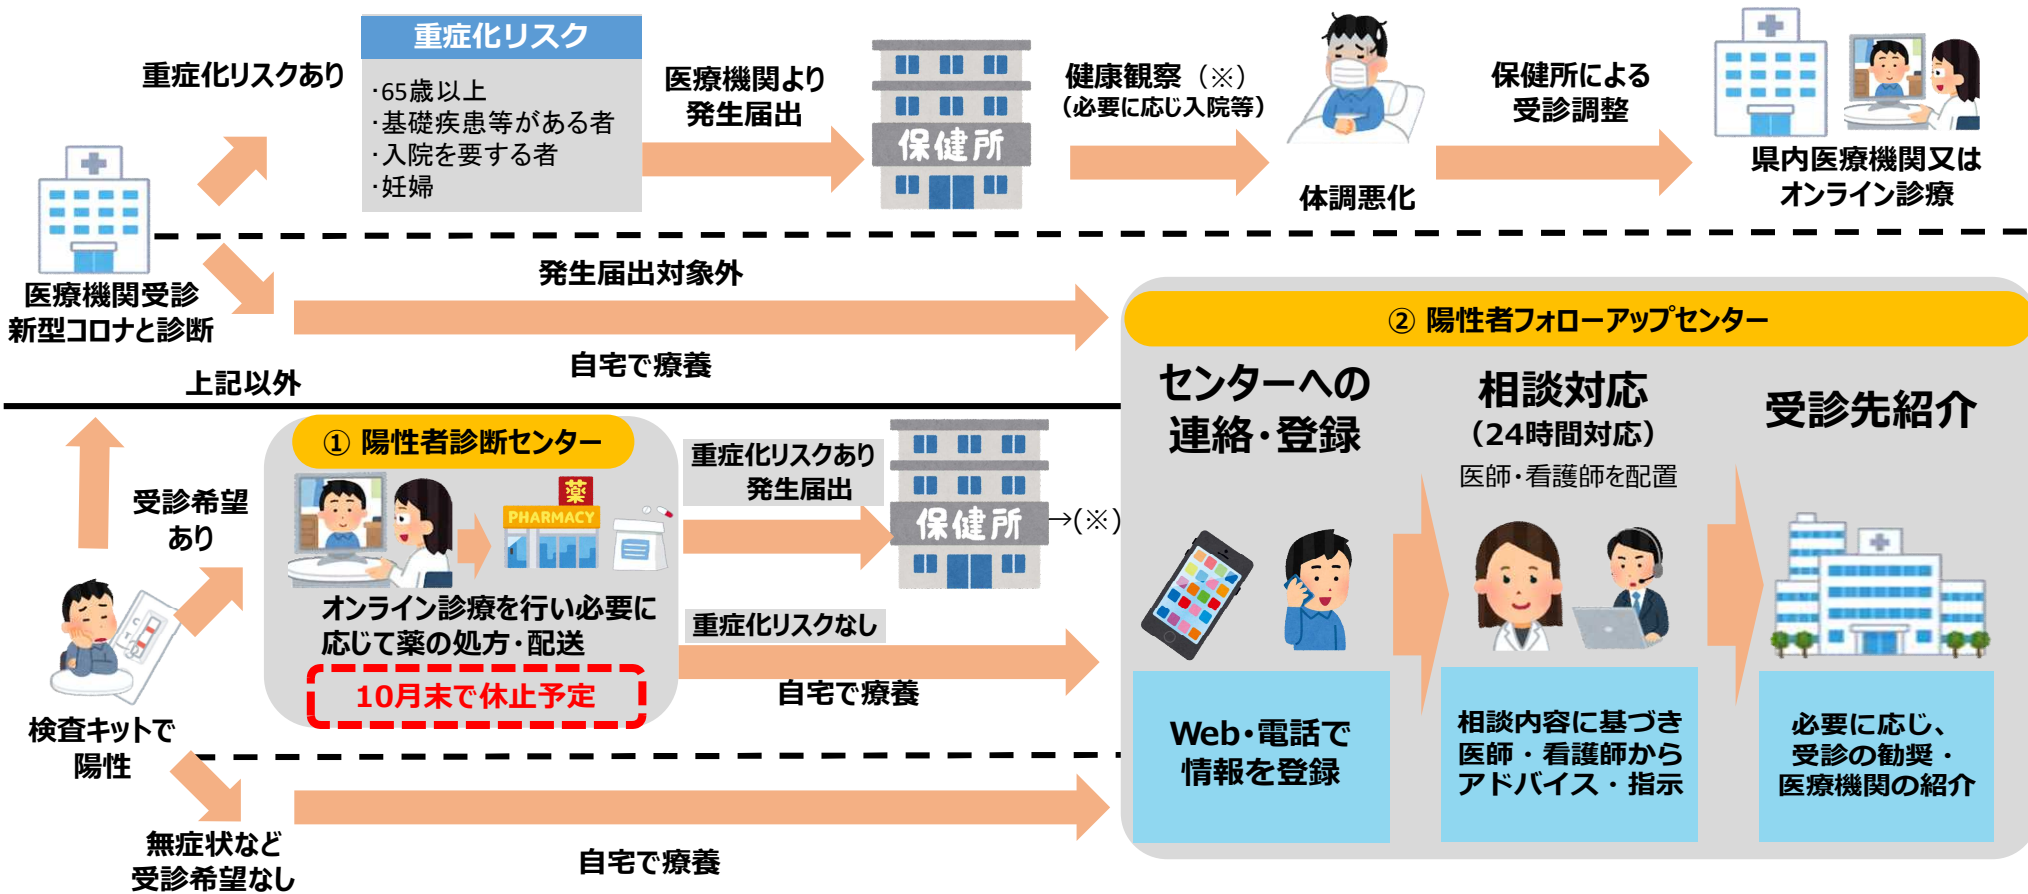 重症化リスクあり
重症化リスク
・65歳以上
・基礎疾患等がある者
・入院を要する者
・妊婦
医療機関より
発生届出
保健所
健康観察（※）
（必要に応じ入院等）
体調悪化
保健所による
受診調整
県内医療機関又は
オンライン診療
医療機関受診
新型コロナと診断
発生届出対象外
自宅で療養
上記以外
① 陽性者診断センター
PHARMACY
薬
オンライン診療を行い必要に
応じて薬の処方・配送
10月末で休止予定
受診希望
あり
検査キットで
陽性
重症化リスクあり
発生届出
保健所
→(※)
重症化リスクなし
自宅で療養
無症状など
受診希望なし
自宅で療養
② 陽性者フォローアップセンター
センターへの
連絡・登録
Web・電話で
情報を登録
相談対応
（24時間対応）
医師・看護師を配置
相談内容に基づき
医師・看護師から
アドバイス・指示
受診先紹介
必要に応じ、
受診の勧奨・
医療機関の紹介